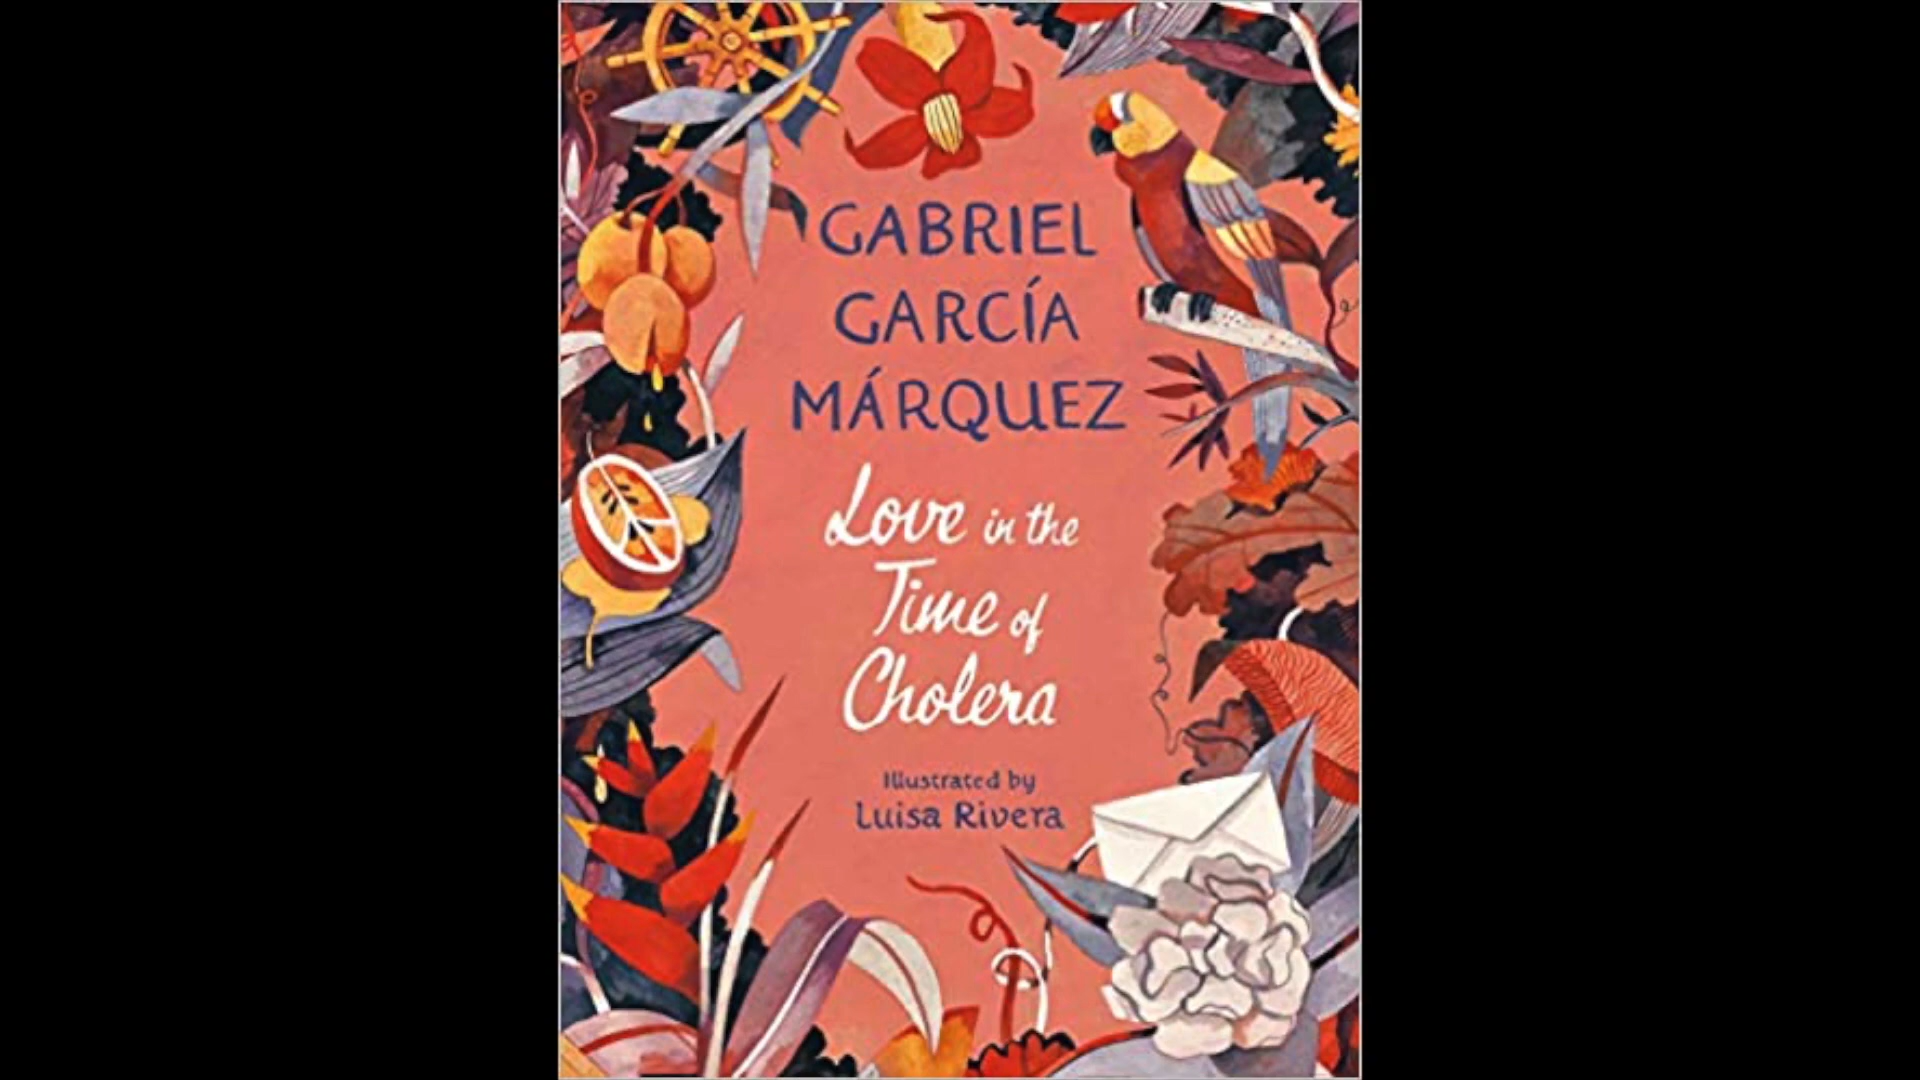 GABRIEL
GARCÍA
MÁRQUEZ
Love in the
Time of
Cholera
Illustrated by
Luisa Rivera